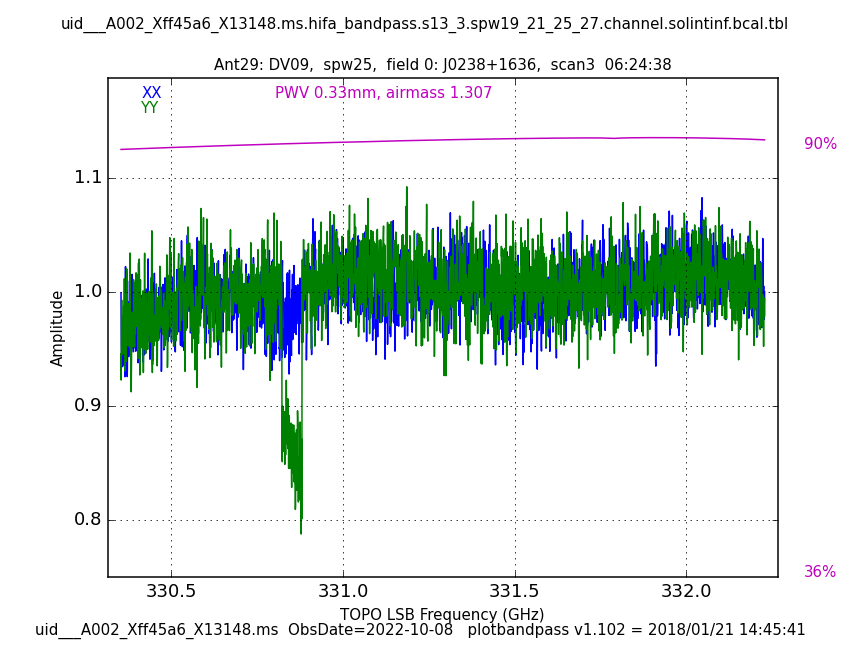 uid___A002_Xff45a6_X13148.ms.hifa_bandpass.s13_3.spw19_21_25_27.channel.solintinf.bcal.tbl
Ant29: DV09,  spw25,  field 0: J0238+1636,  scan3  06:24:38
XX
PWV 0.33mm, airmass 1.307
YY
90%
1.1
1.0
Amplitude
0.9
0.8
36%
330.5 331.0 331.5 332.0
TOPO LSB Frequency (GHz)
uid___A002_Xff45a6_X13148.ms  ObsDate=2022-10-08   plotbandpass v1.102 = 2018/01/21 14:45:41